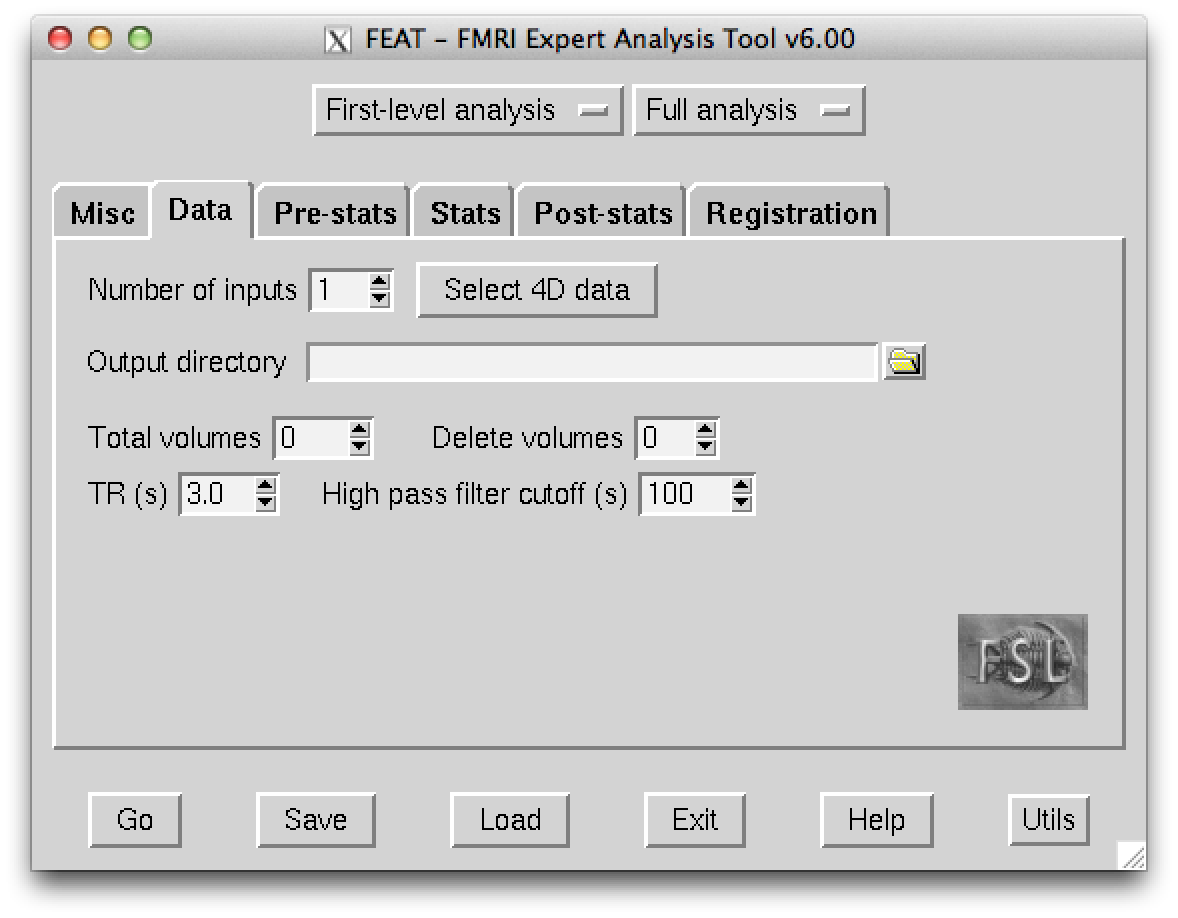 X FEAT – FMRI Expert Analysis Tool v6.00
First-level analysis Full analysis
Misc Data Pre-stats Stats Post-stats Registration
Number of inputs 1 Select 4D data
Output directory
Total volumes 0 Delete volumes 0
TR (s) 3.0 High pass filter cutoff (s) 100
FSL
Go Save Load Exit Help Utils